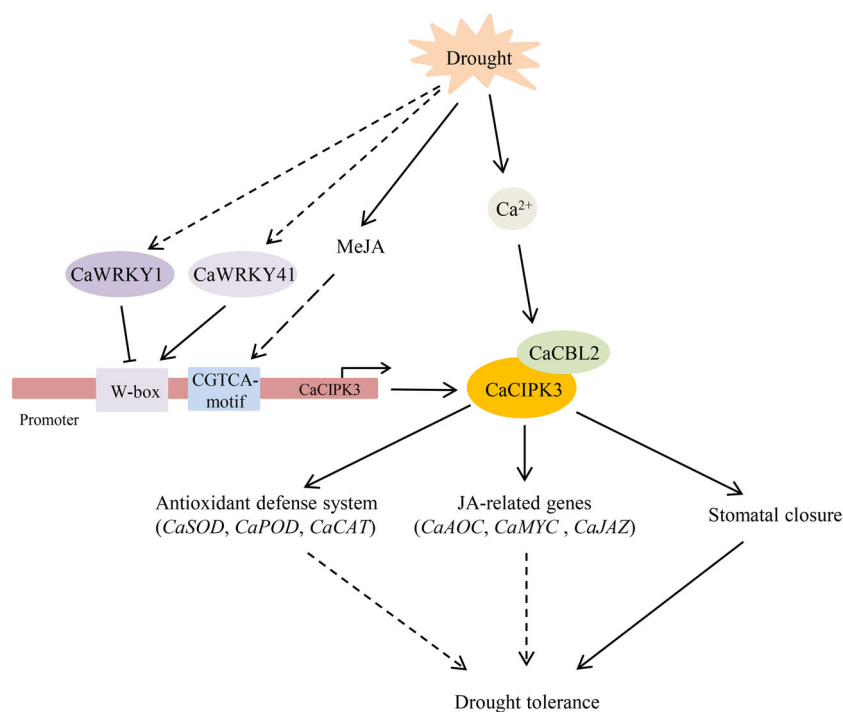 Drought
Ca²⁺
MeJA
CaWRKY1
CaWRKY41
CaCBL2
CaCIPK3
W-box
CGTCA-
motif
CaCIPK3
Promoter
Antioxidant defense system
(CaSOD, CaPOD, CaCAT)
JA-related genes
(CaAOC, CaMYC , CaJAZ)
Stomatal closure
Drought tolerance